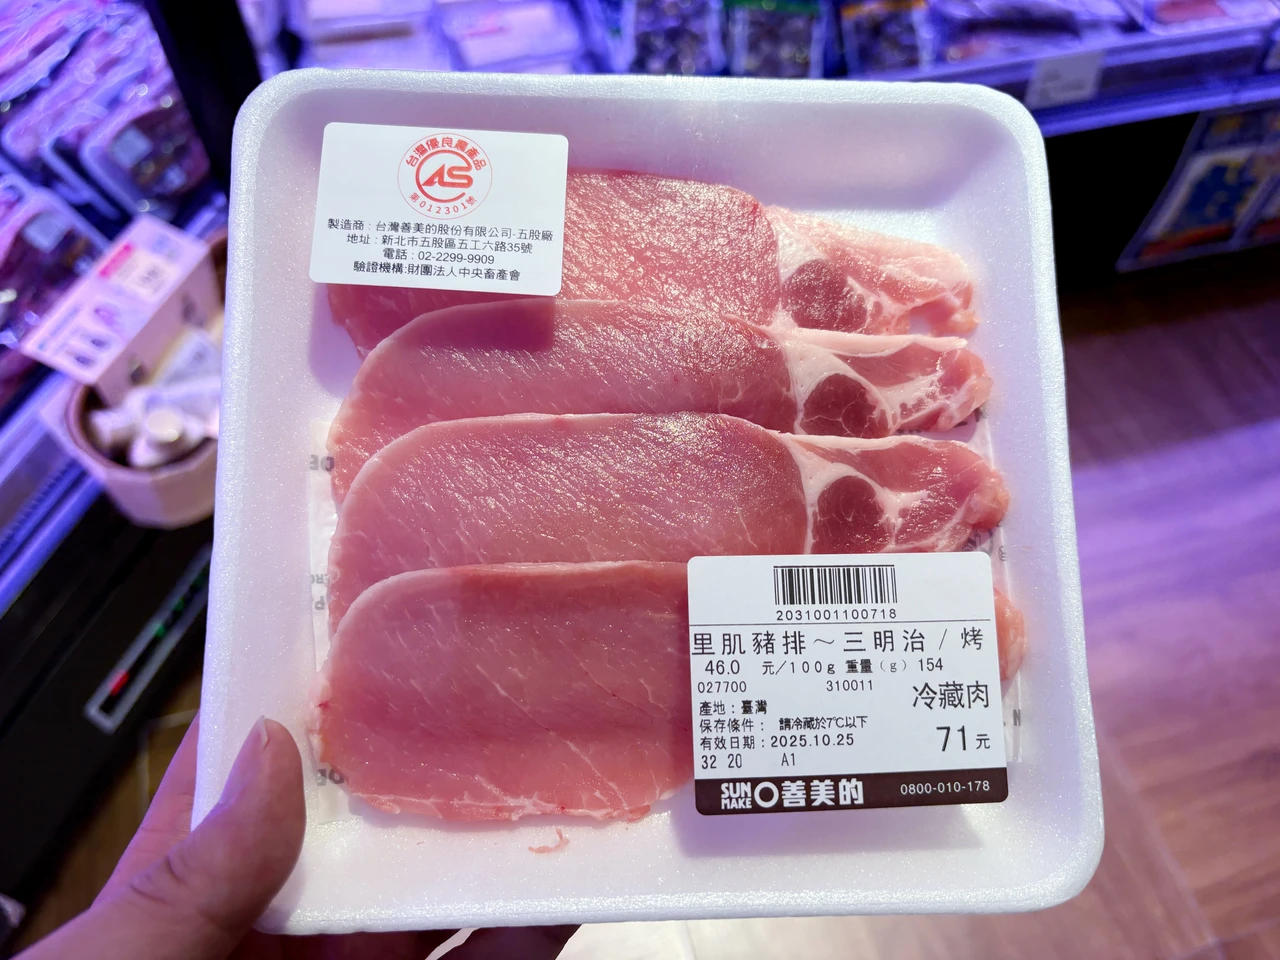 台灣優良農產品
CAS
第012301號
製造商：台灣善美的股份有限公司-五股廠
地址：新北市五股區五工六路35號
電話：02-2299-9909
驗證機構:財團法人中央畜產會
2031001100718
里肌豬排～三明治/烤
46.0 元/100g 重量(g) 154
027700 310011
冷藏肉
產地：臺灣
保存條件： 請冷藏於7℃以下
有效日期：2025.10.25
71元
32 20 A1
SUN MAKE 善美的 0800-010-178